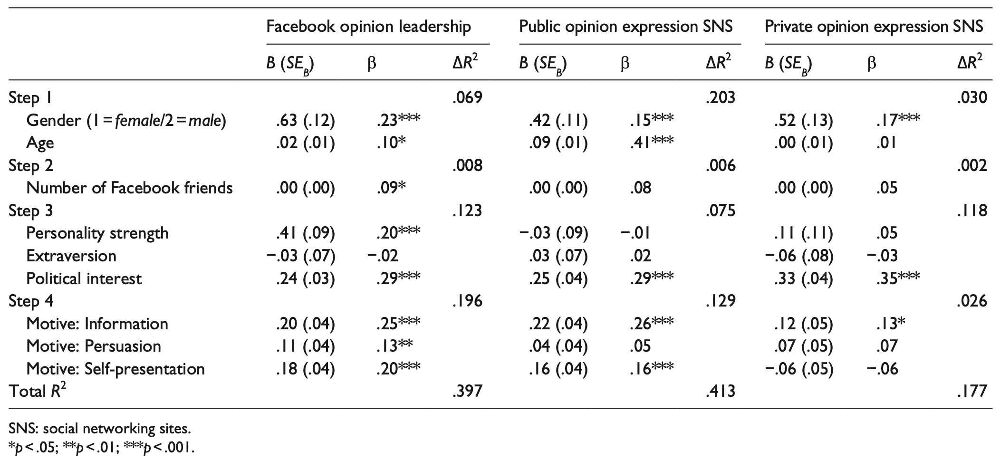 Facebook opinion leadership Public opinion expression SNS Private opinion expression SNS
B (SE_B) β ΔR² B (SE_B) β ΔR² B (SE_B) β ΔR²
Step 1 .069 .203 .030
Gender (1 = female/2 = male) .63 (.12) .23*** .42 (.11) .15*** .52 (.13) .17***
Age .02 (.01) .10* .09 (.01) .41*** .00 (.01) .01
Step 2 .008 .006 .002
Number of Facebook friends .00 (.00) .09* .00 (.00) .08 .00 (.00) .05
Step 3 .123 .075 .118
Personality strength .41 (.09) .20*** −.03 (.09) −.01 .11 (.11) .05
Extraversion −.03 (.07) −.02 .03 (.07) .02 −.06 (.08) −.03
Political interest .24 (.03) .29*** .25 (.04) .29*** .33 (.04) .35***
Step 4 .196 .129 .026
Motive: Information .20 (.04) .25*** .22 (.04) .26*** .12 (.05) .13*
Motive: Persuasion .11 (.04) .13** .04 (.04) .05 .07 (.05) .07
Motive: Self-presentation .18 (.04) .20*** .16 (.04) .16*** −.06 (.05) −.06
Total R² .397 .413 .177
SNS: social networking sites.
*p < .05; **p < .01; ***p < .001.